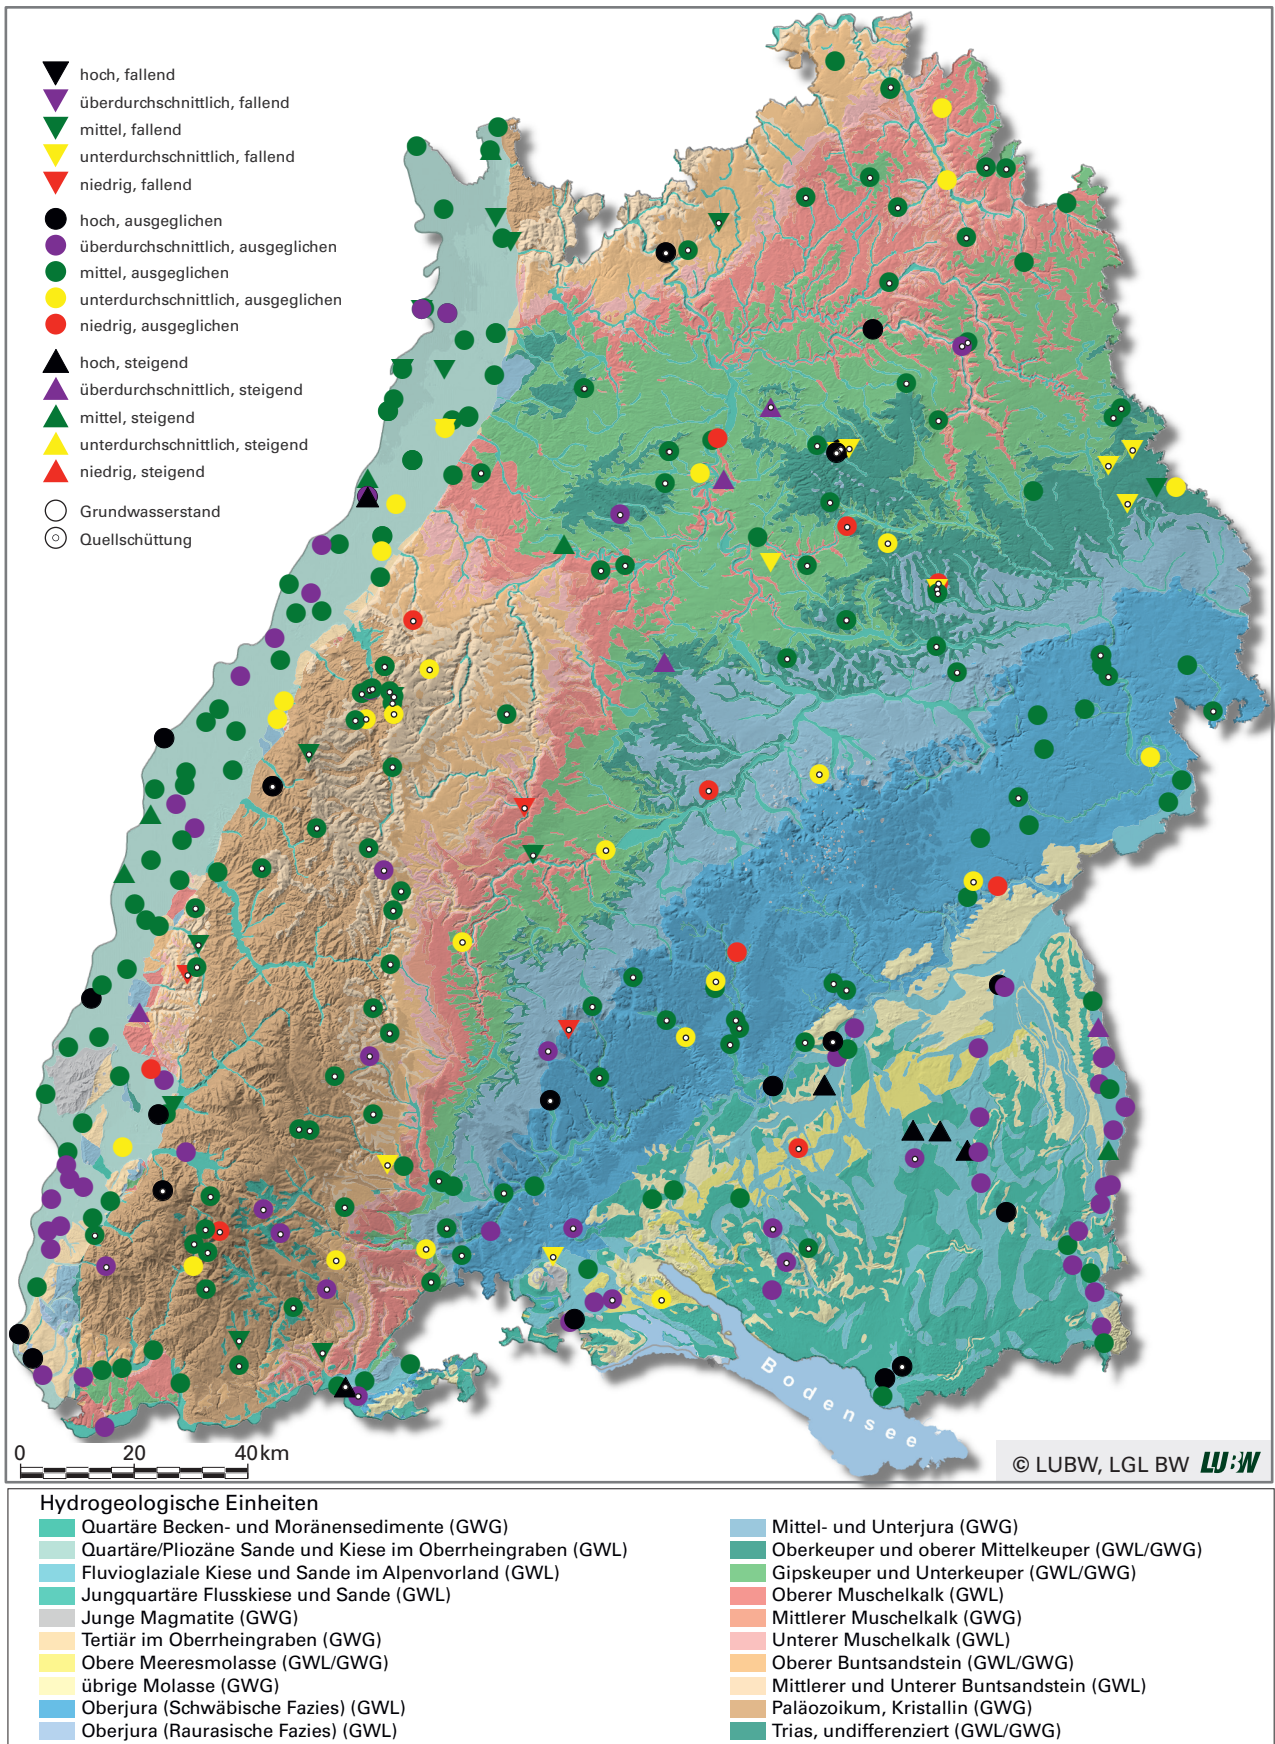 hoch, fallend
überdurchschnittlich, fallend
mittel, fallend
unterdurchschnittlich, fallend
niedrig, fallend
hoch, ausgeglichen
überdurchschnittlich, ausgeglichen
mittel, ausgeglichen
unterdurchschnittlich, ausgeglichen
niedrig, ausgeglichen
hoch, steigend
überdurchschnittlich, steigend
mittel, steigend
unterdurchschnittlich, steigend
niedrig, steigend
Grundwasserstand
Quellschüttung
Bodensee
0 20 40 km
© LUBW, LGL BW LUBW
Hydrogeologische Einheiten
Quartäre Becken- und Moränensedimente (GWG)
Quartäre/Pliozäne Sande und Kiese im Oberrheingraben (GWL)
Fluvioglaziale Kiese und Sande im Alpenvorland (GWL)
Jungquartäre Flusskiese und Sande (GWL)
Junge Magmatite (GWG)
Tertiär im Oberrheingraben (GWG)
Obere Meeresmolasse (GWL/GWG)
übrige Molasse (GWG)
Oberjura (Schwäbische Fazies) (GWL)
Oberjura (Raurasische Fazies) (GWL)
Mittel- und Unterjura (GWG)
Oberkeuper und oberer Mittelkeuper (GWL/GWG)
Gipskeuper und Unterkeuper (GWL/GWG)
Oberer Muschelkalk (GWL)
Mittlerer Muschelkalk (GWG)
Unterer Muschelkalk (GWL)
Oberer Buntsandstein (GWL/GWG)
Mittlerer und Unterer Buntsandstein (GWL)
Paläozoikum, Kristallin (GWG)
Trias, undifferenziert (GWL/GWG)